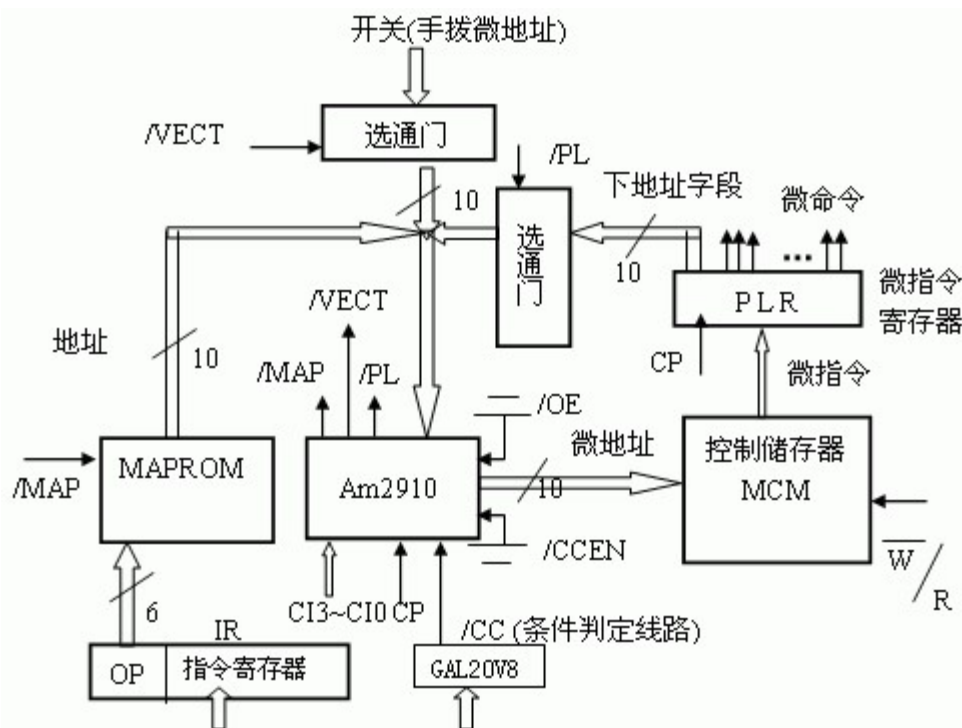 开关(手拨微地址)
/VECT
选通门
/PL
10
选通门
下地址字段
10
微命令
...
PLR
微指令
寄存器
CP
微指令
地址
10
/VECT
/MAP
/PL
/OE
微地址
10
/MAP
MAPROM
Am2910
控制储存器
MCM
/CCEN
W/R
6
CI3~CI0 CP
IR
/CC (条件判定线路)
OP
指令寄存器
GAL20V8